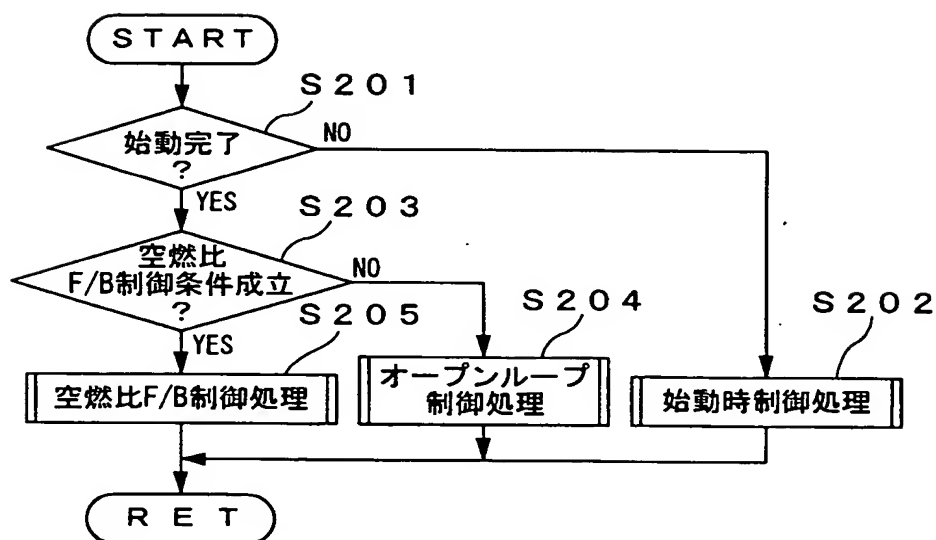 START
S201
始動完了
?
NO
YES
S203
空燃比
F/B制御条件成立
?
NO
YES
S205
S204
S202
空燃比F/B制御処理
オープンループ
制御処理
始動時制御処理
RET